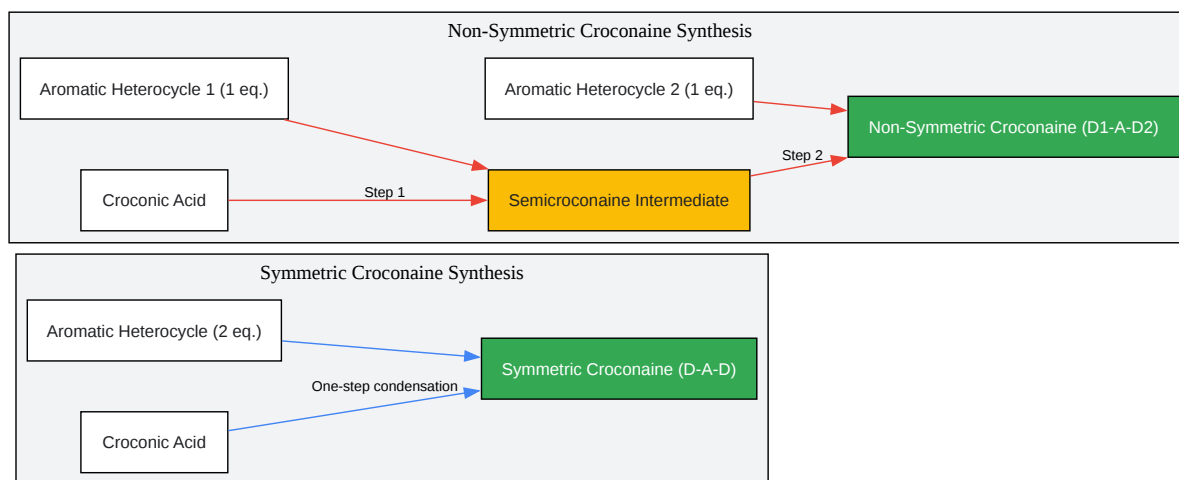 Non-Symmetric Croconaine Synthesis
Aromatic Heterocycle 1 (1 eq.)
Aromatic Heterocycle 2 (1 eq.)
Non-Symmetric Croconaine (D1-A-D2)
Step 2
Croconic Acid
Step 1
Semicroconaine Intermediate
Symmetric Croconaine Synthesis
Aromatic Heterocycle (2 eq.)
Symmetric Croconaine (D-A-D)
One-step condensation
Croconic Acid